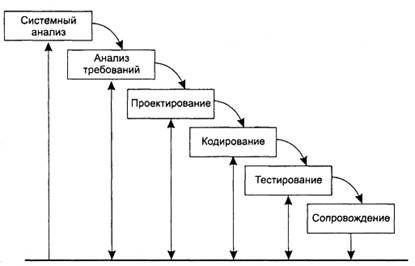 Системный
анализ
Анализ
требований
Проектирование
Кодирование
Тестирование
Сопровождение